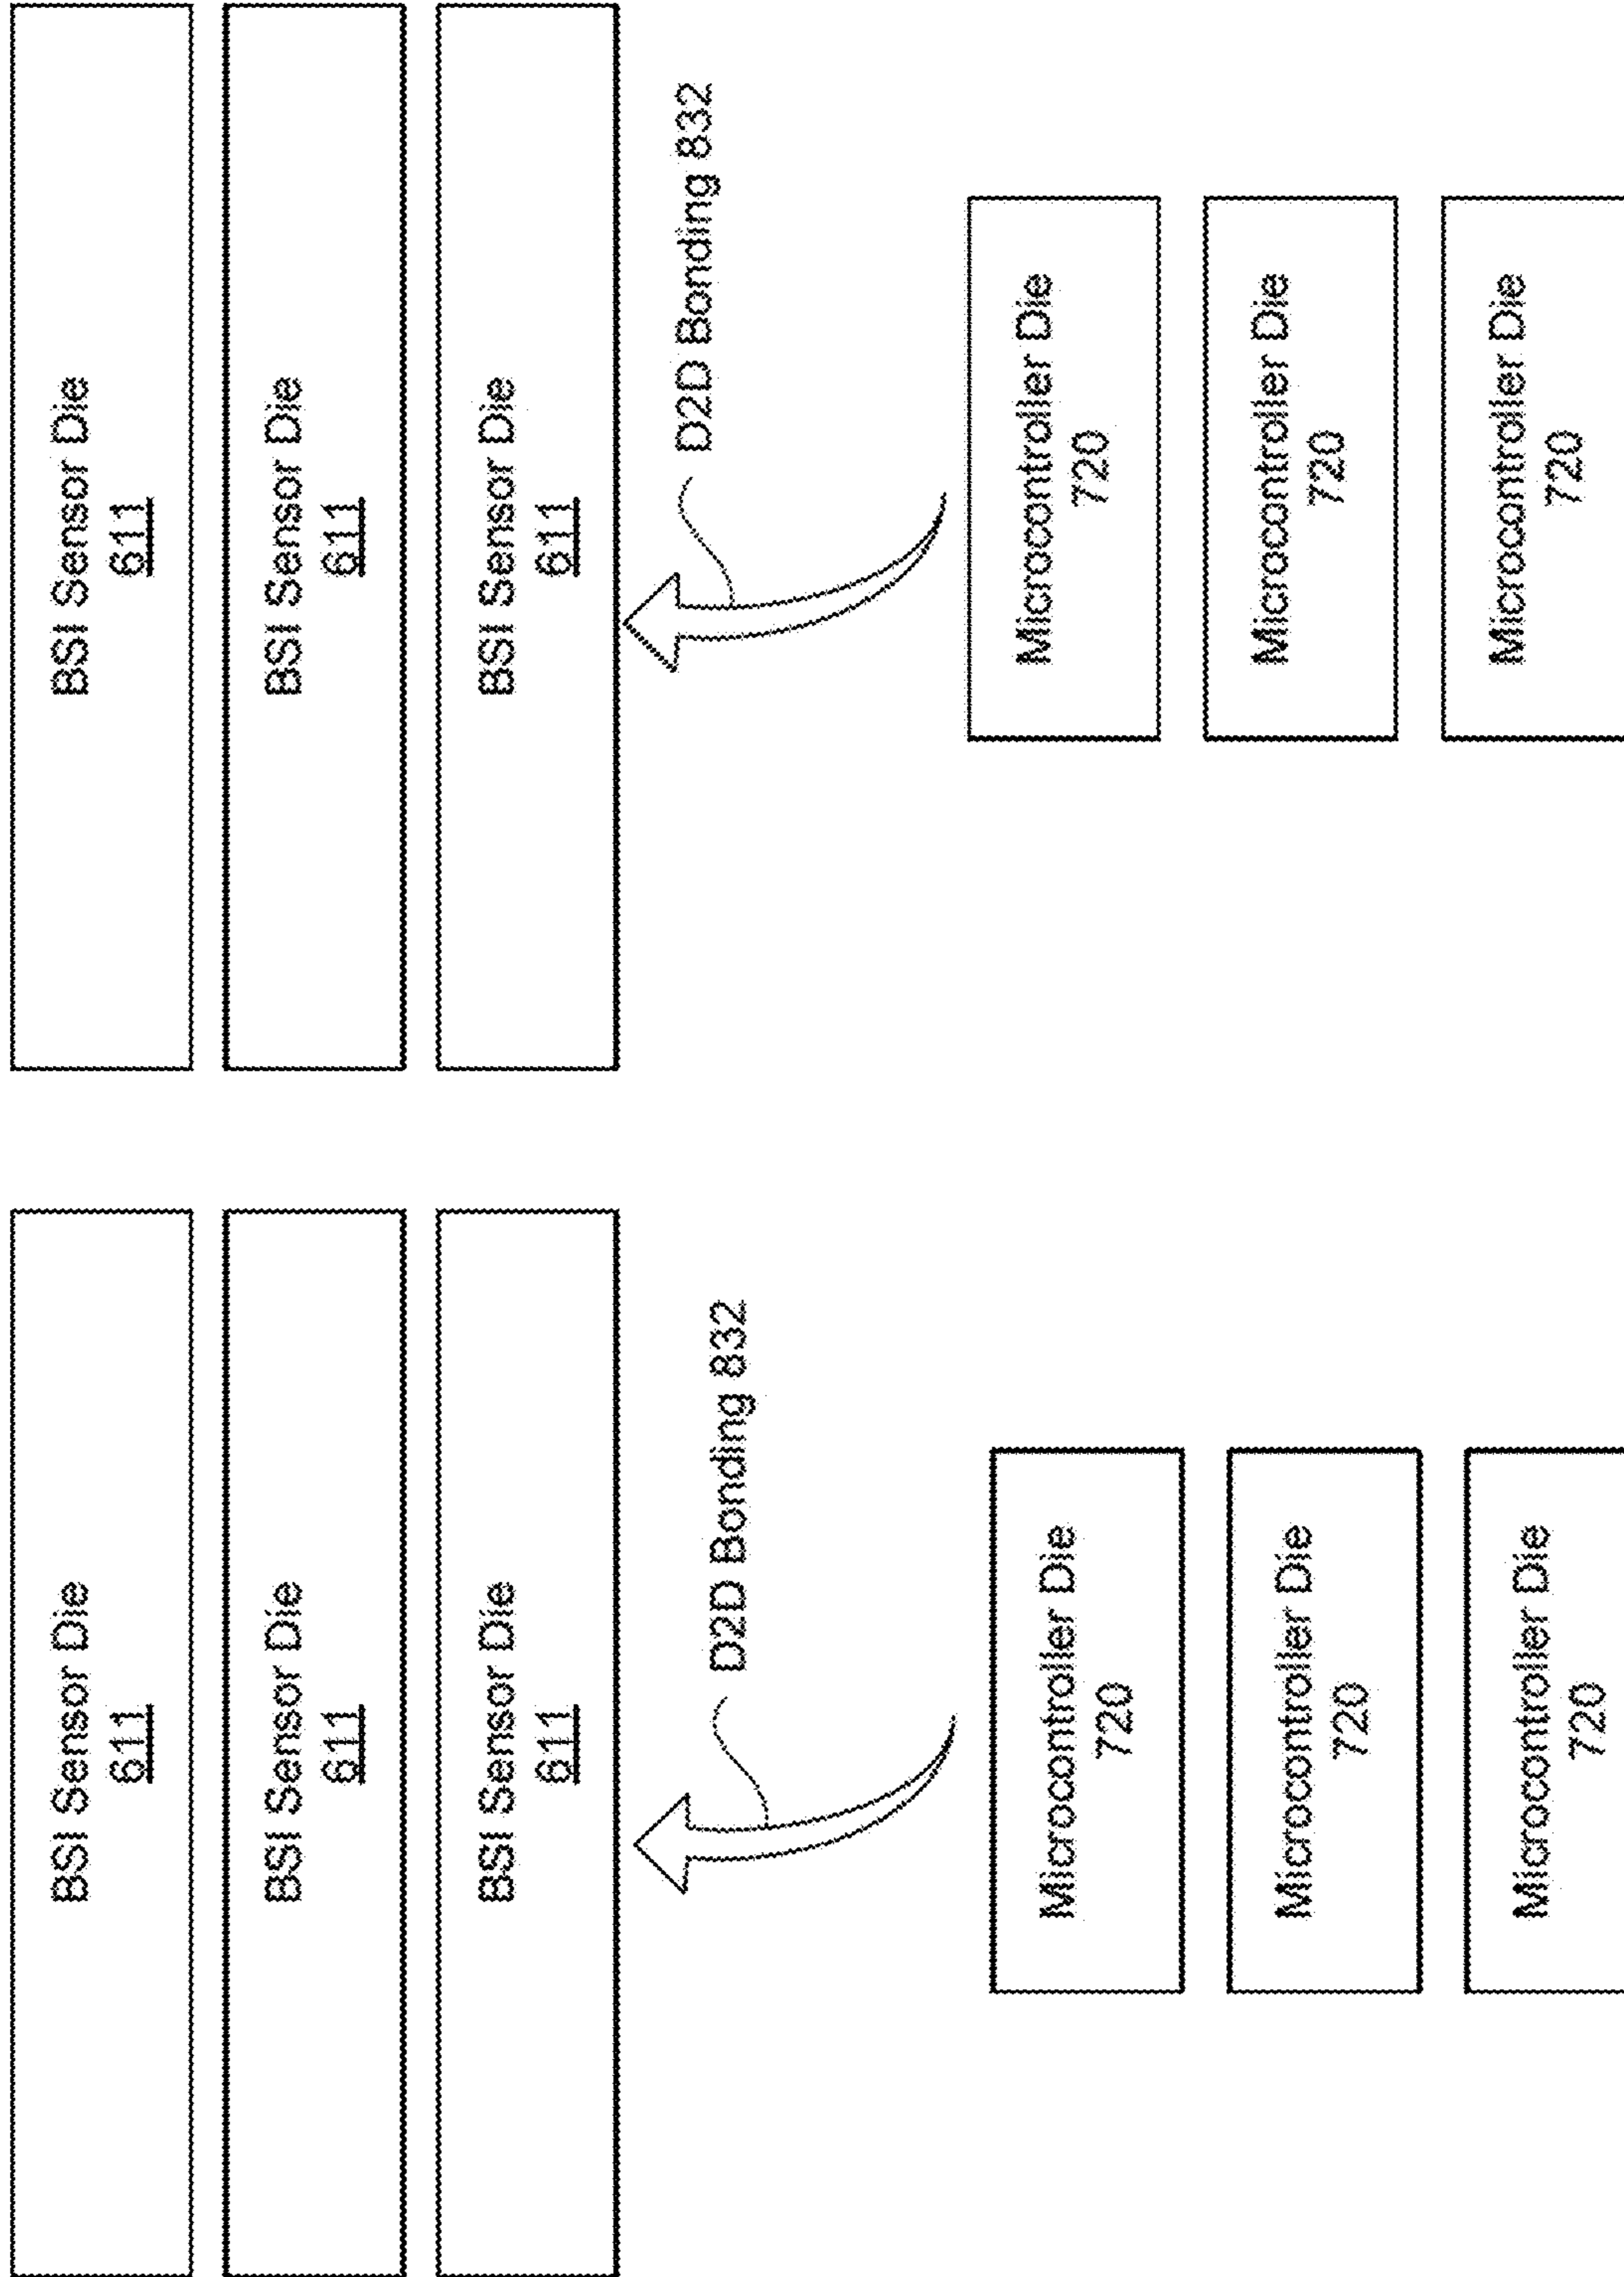 BSI Sensor Die
611
BSI Sensor Die
611
BSI Sensor Die
611
BSI Sensor Die
611
BSI Sensor Die
611
BSI Sensor Die
611
D2D Bonding 832
D2D Bonding 832
Microcontroller Die
720
Microcontroller Die
720
Microcontroller Die
720
Microcontroller Die
720
Microcontroller Die
720
Microcontroller Die
720